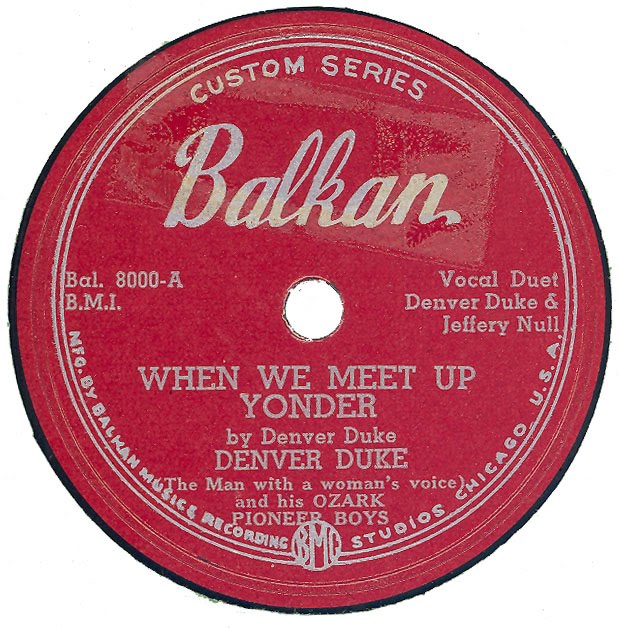 CUSTOM SERIES
Balkan
Bal. 8000-A
B.M.I.
Vocal Duet
Denver Duke &
Jeffery Null
WHEN WE MEET UP
YONDER
by Denver Duke
DENVER DUKE
(The Man with a woman's voice)
and his OZARK
PIONEER BOYS
MFG. BY BALKAN MUSIC & RECORDING STUDIOS CHICAGO, U.S.A.